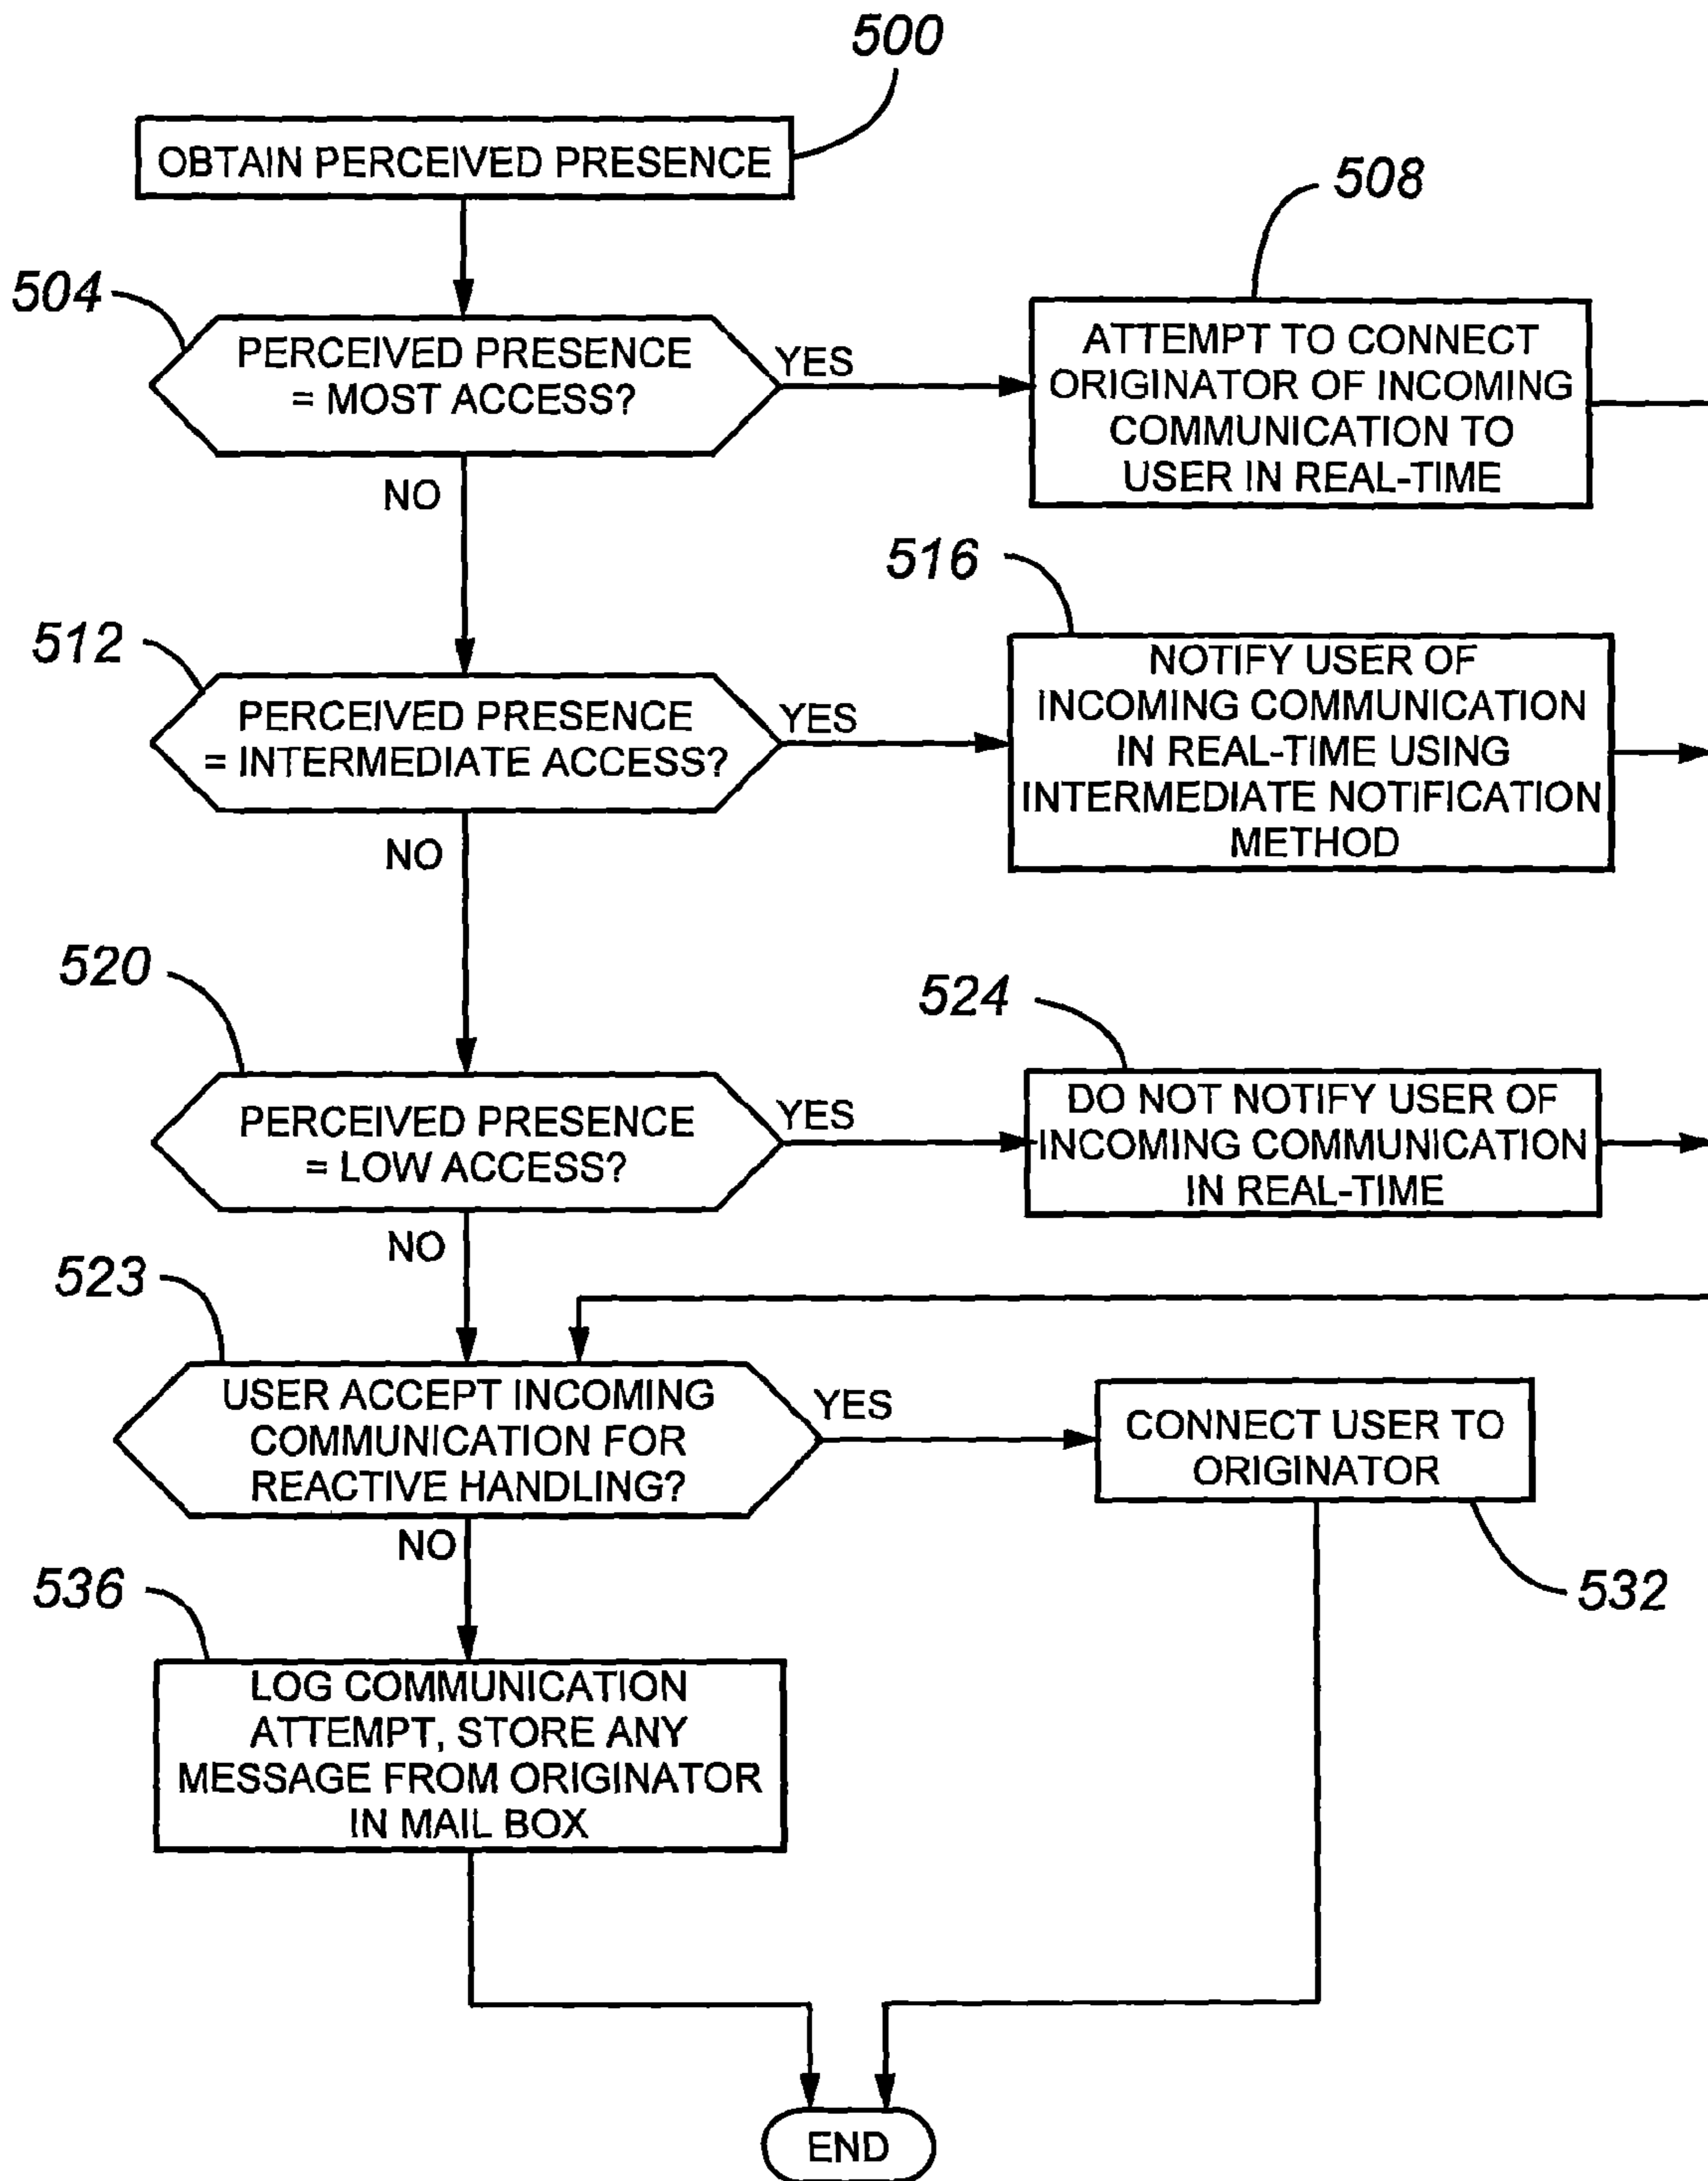 500
OBTAIN PERCEIVED PRESENCE
504
PERCEIVED PRESENCE
= MOST ACCESS?
YES
NO
508
ATTEMPT TO CONNECT
ORIGINATOR OF INCOMING
COMMUNICATION TO
USER IN REAL-TIME
512
PERCEIVED PRESENCE
= INTERMEDIATE ACCESS?
YES
NO
516
NOTIFY USER OF
INCOMING COMMUNICATION
IN REAL-TIME USING
INTERMEDIATE NOTIFICATION
METHOD
520
PERCEIVED PRESENCE
= LOW ACCESS?
YES
NO
524
DO NOT NOTIFY USER OF
INCOMING COMMUNICATION
IN REAL-TIME
523
USER ACCEPT INCOMING
COMMUNICATION FOR
REACTIVE HANDLING?
YES
NO
CONNECT USER TO
ORIGINATOR
532
536
LOG COMMUNICATION
ATTEMPT, STORE ANY
MESSAGE FROM ORIGINATOR
IN MAIL BOX
END